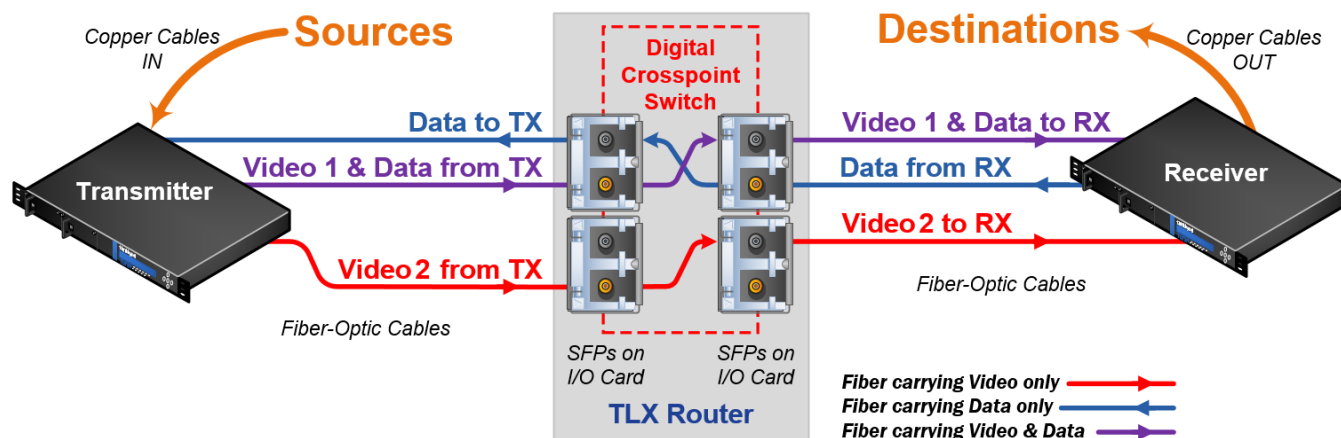 Copper Cables
IN
Sources
Digital
Crosspoint
Switch
Destinations
Copper Cables
OUT
Data to TX
Video 1 & Data from TX
Video 2 from TX
Transmitter
Fiber-Optic Cables
Video 1 & Data to RX
Data from RX
Video 2 to RX
Receiver
Fiber-Optic Cables
SFPs on
I/O Card
SFPs on
I/O Card
TLX Router
Fiber carrying Video only
Fiber carrying Data only
Fiber carrying Video & Data